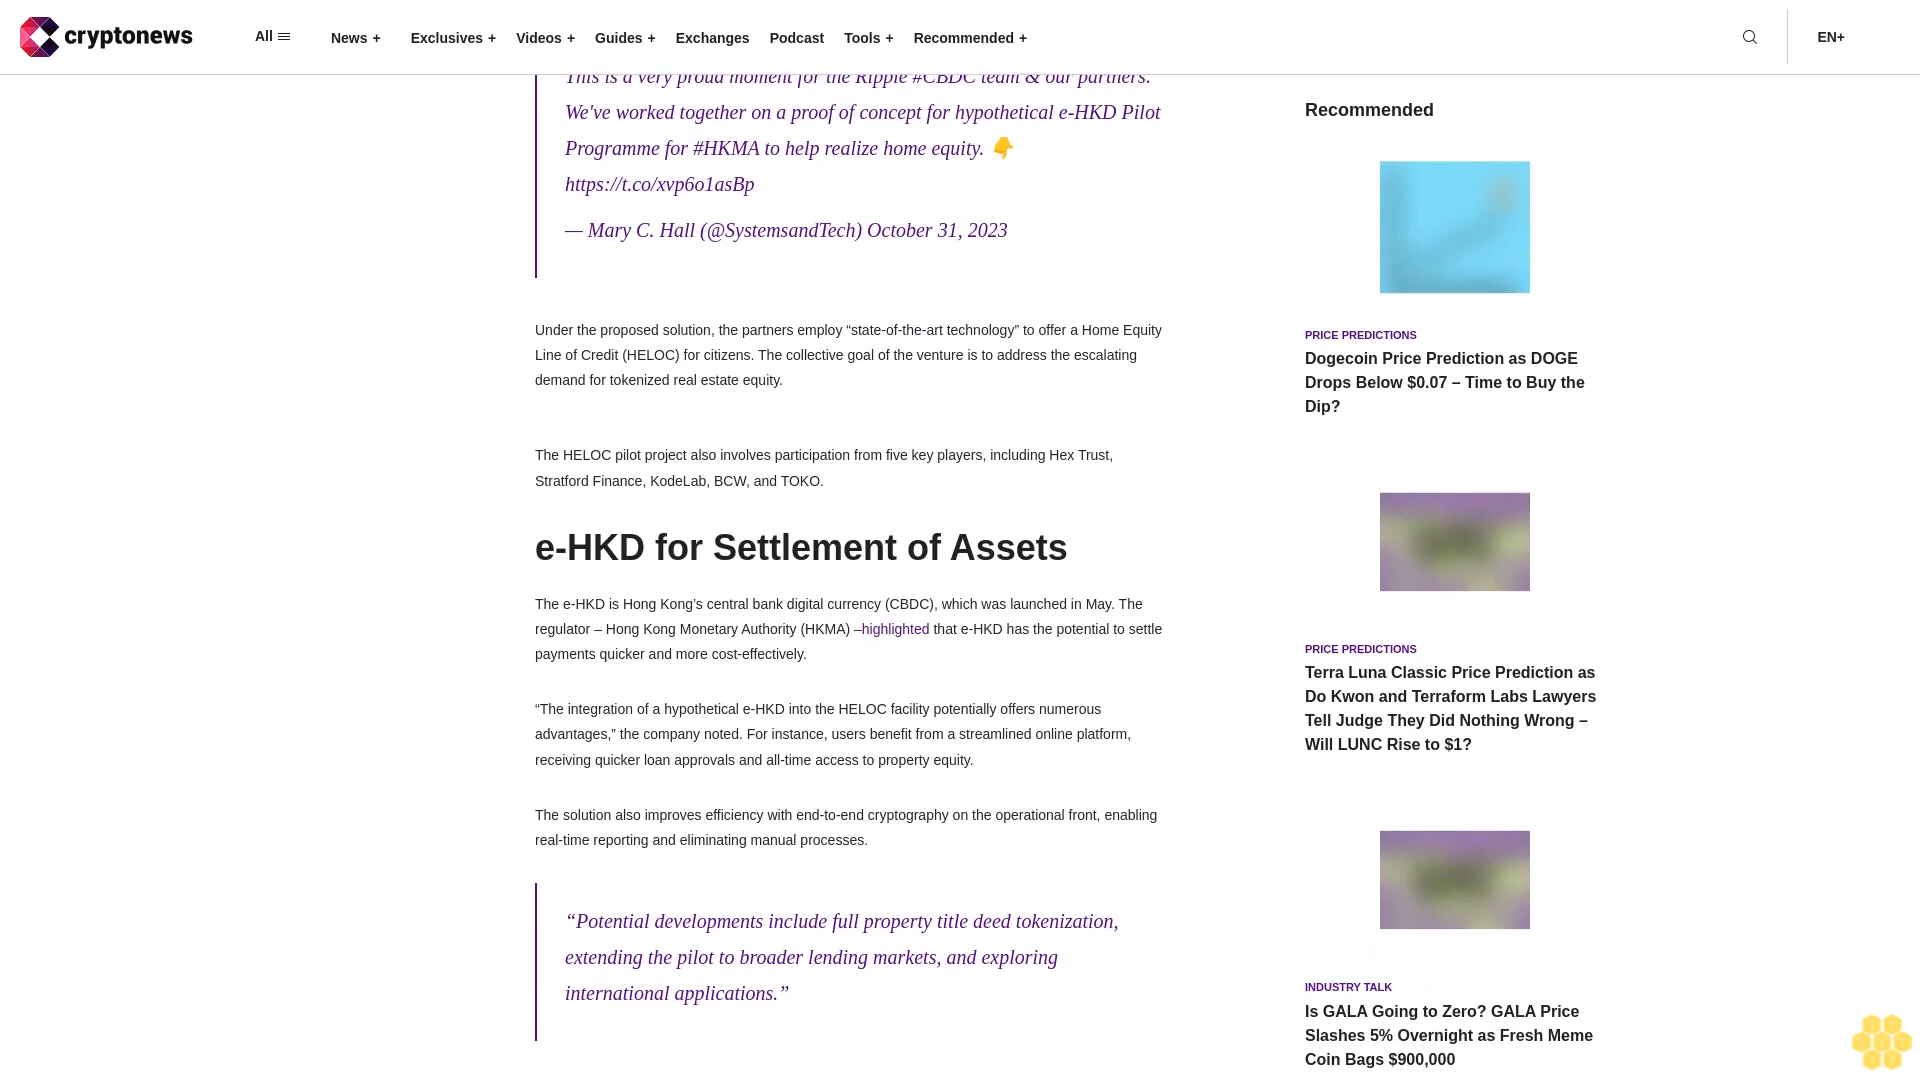 cryptonews
All
News +
Exclusives +
Videos +
Guides +
Exchanges
Podcast
Tools +
Recommended +
EN+
This is a very proud moment for the Ripple #CBDC team & our partners.
We've worked together on a proof of concept for hypothetical e-HKD Pilot
Programme for #HKMA to help realize home equity. 👇
https://t.co/xvp6o1asBp
— Mary C. Hall (@SystemsandTech) October 31, 2023
Under the proposed solution, the partners employ “state-of-the-art technology” to offer a Home Equity
Line of Credit (HELOC) for citizens. The collective goal of the venture is to address the escalating
demand for tokenized real estate equity.
The HELOC pilot project also involves participation from five key players, including Hex Trust,
Stratford Finance, KodeLab, BCW, and TOKO.
e-HKD for Settlement of Assets
The e-HKD is Hong Kong’s central bank digital currency (CBDC), which was launched in May. The
regulator – Hong Kong Monetary Authority (HKMA) –highlighted that e-HKD has the potential to settle
payments quicker and more cost-effectively.
“The integration of a hypothetical e-HKD into the HELOC facility potentially offers numerous
advantages,” the company noted. For instance, users benefit from a streamlined online platform,
receiving quicker loan approvals and all-time access to property equity.
The solution also improves efficiency with end-to-end cryptography on the operational front, enabling
real-time reporting and eliminating manual processes.
“Potential developments include full property title deed tokenization,
extending the pilot to broader lending markets, and exploring
international applications.”
Recommended
PRICE PREDICTIONS
Dogecoin Price Prediction as DOGE
Drops Below $0.07 – Time to Buy the
Dip?
PRICE PREDICTIONS
Terra Luna Classic Price Prediction as
Do Kwon and Terraform Labs Lawyers
Tell Judge They Did Nothing Wrong –
Will LUNC Rise to $1?
INDUSTRY TALK
Is GALA Going to Zero? GALA Price
Slashes 5% Overnight as Fresh Meme
Coin Bags $900,000